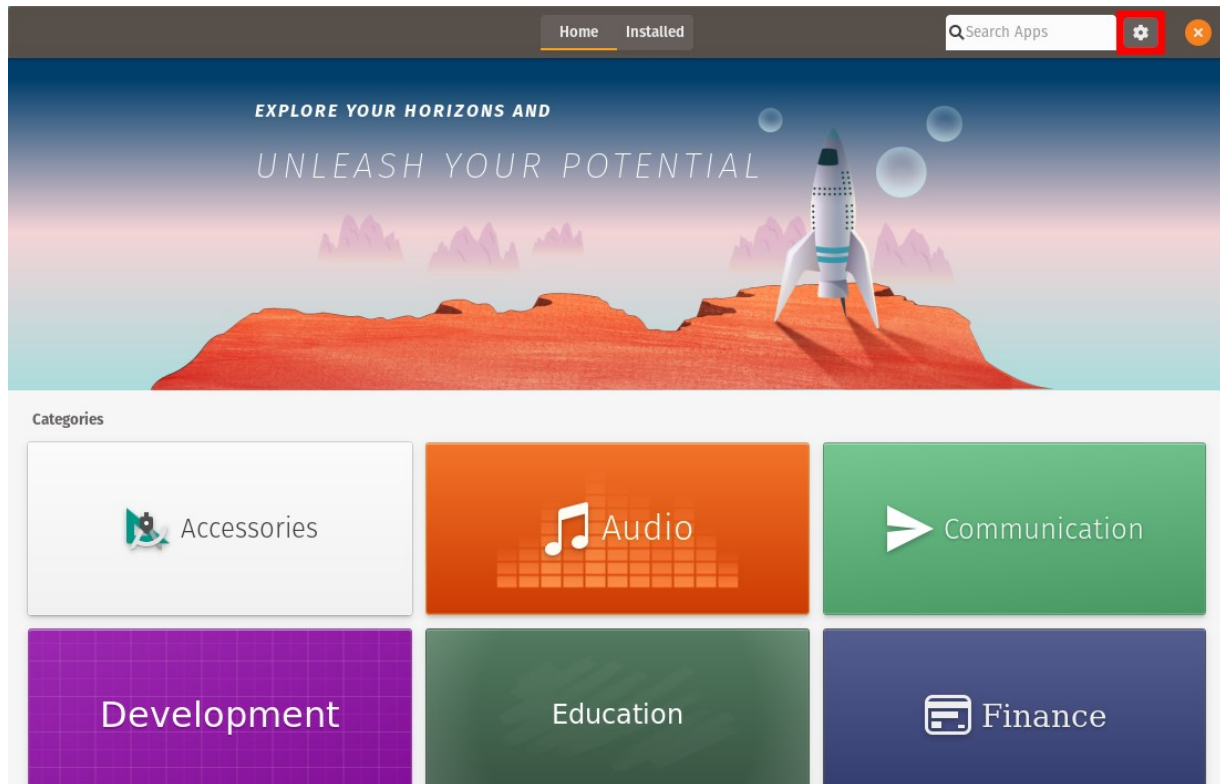 Home Installed Search Apps
EXPLORE YOUR HORIZONS AND
UNLEASH YOUR POTENTIAL
Categories
Accessories Audio Communication
Development Education Finance